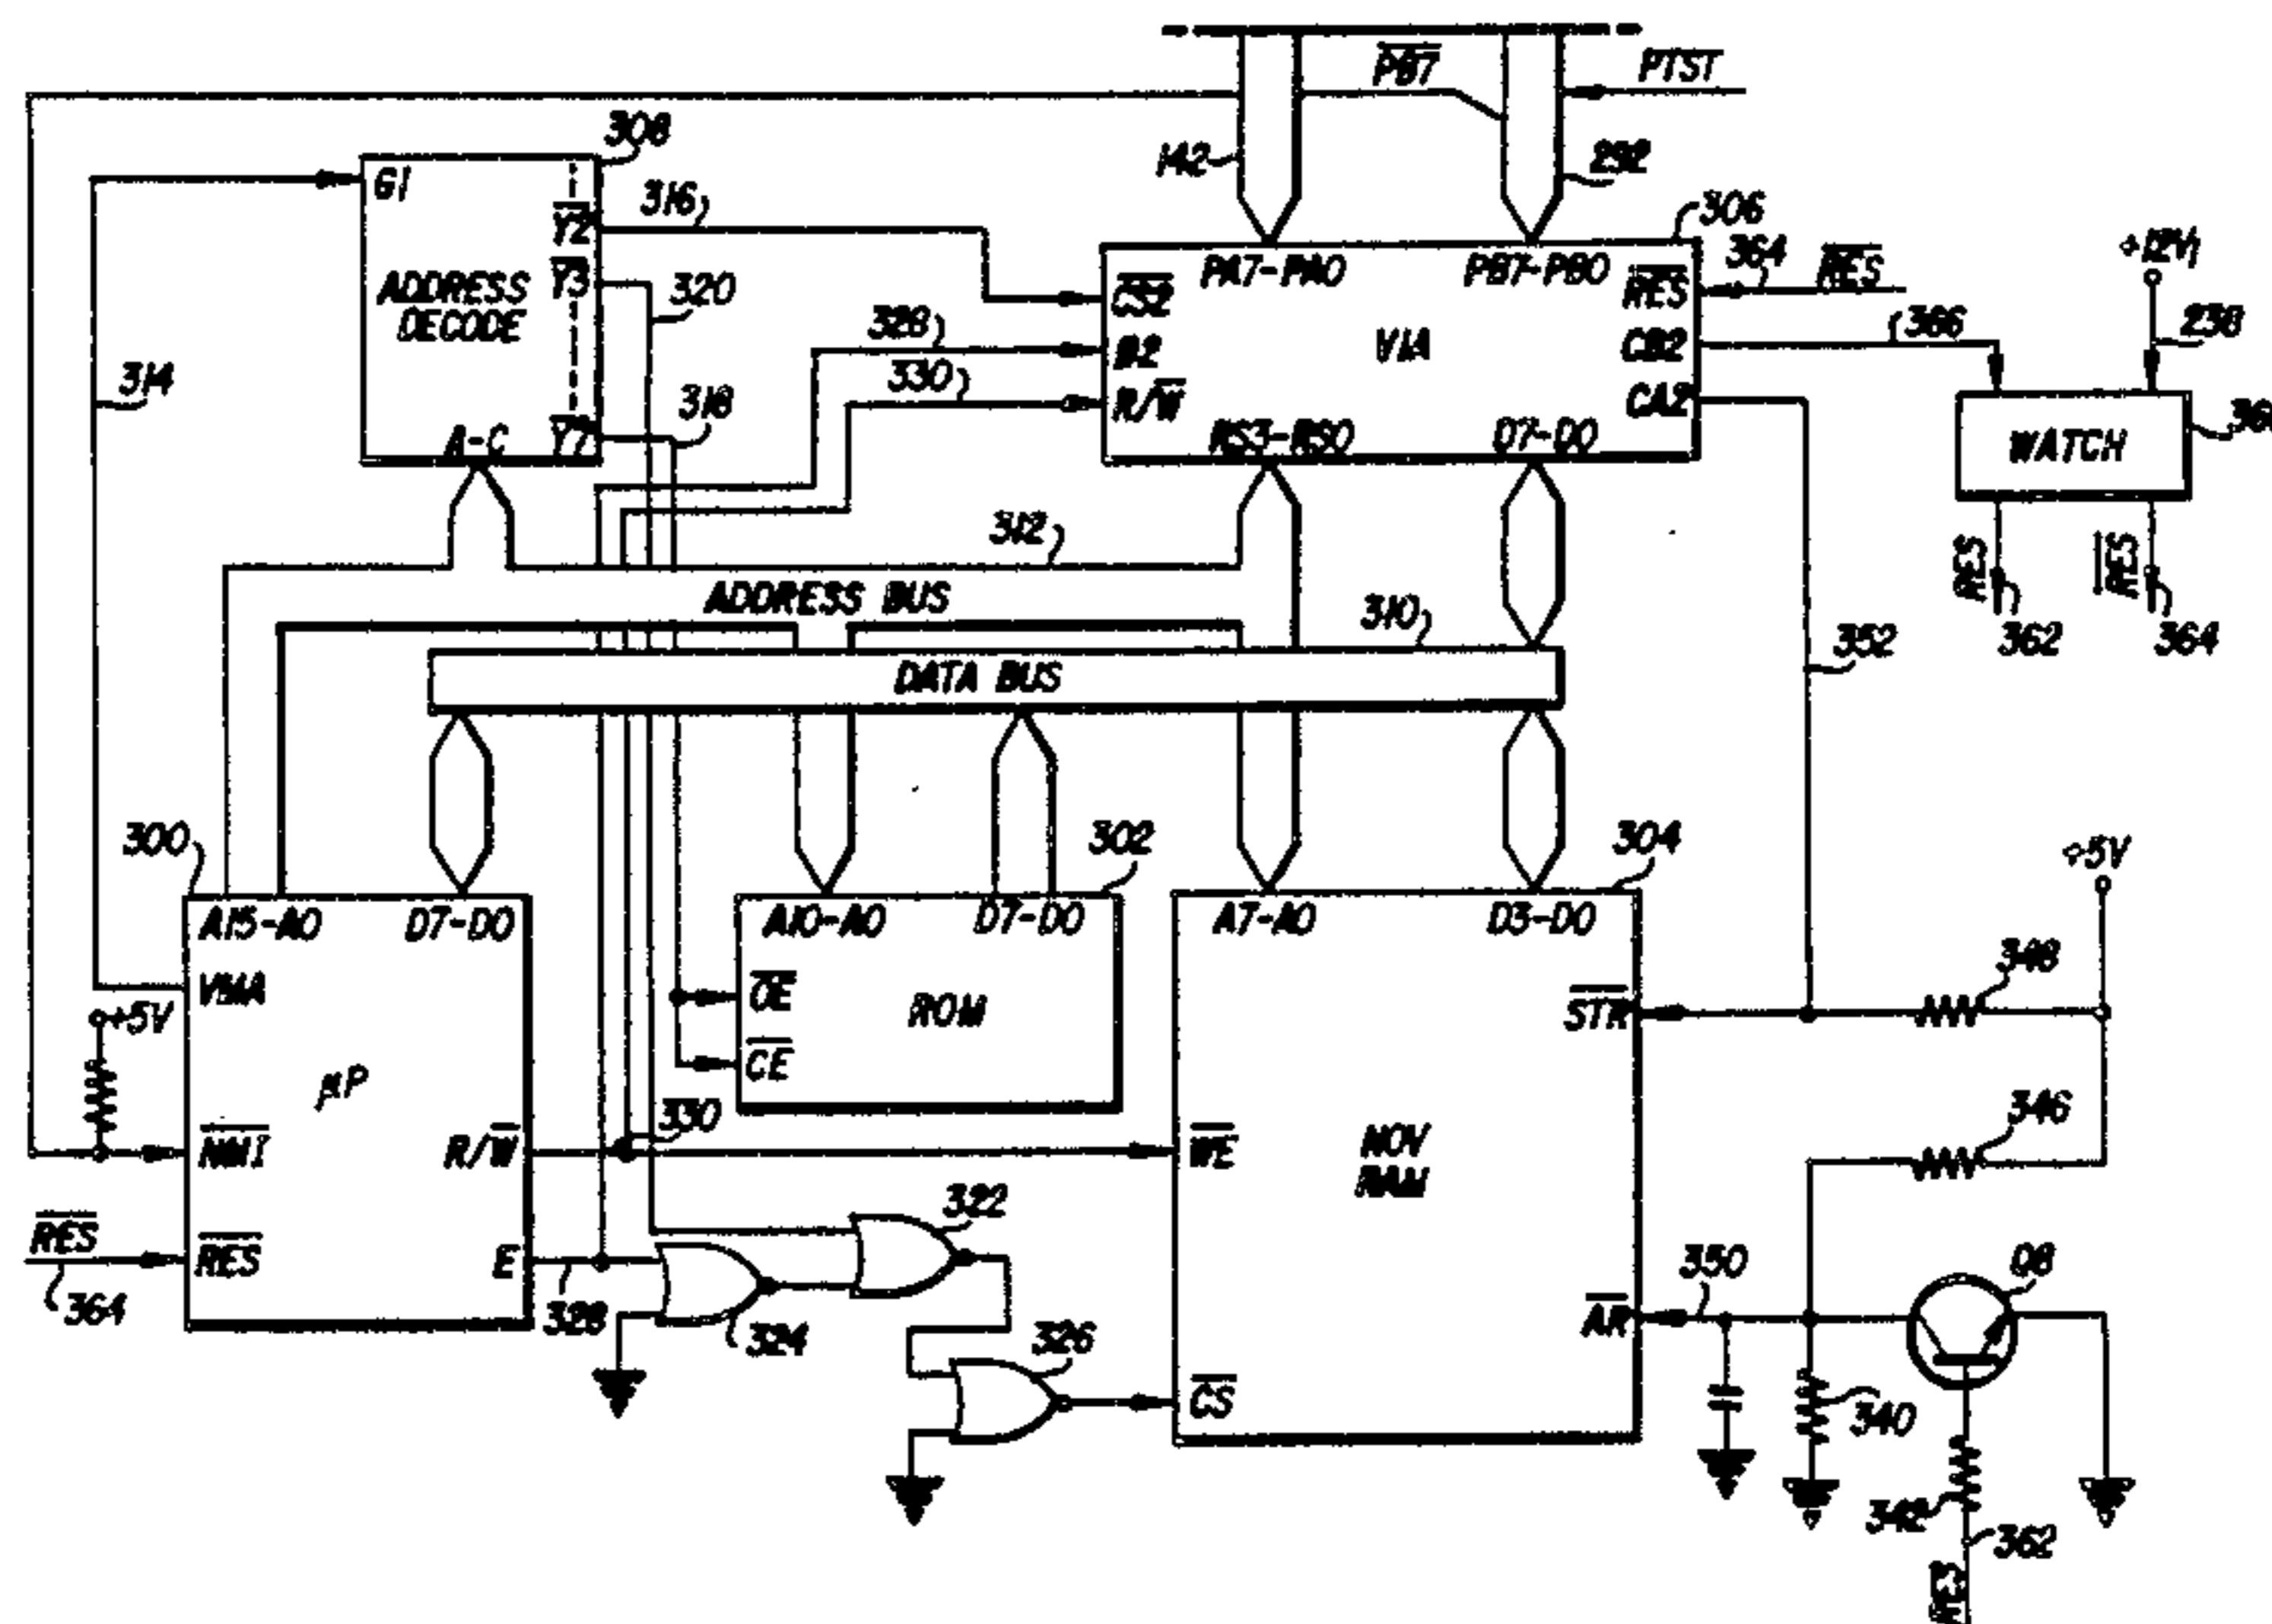 PB7
PTST
308
142
292
G1
316
Y2
306
Y3
320
PA7-PA0
PB7-PB0
364
RES
+12V
RES
ADDRESS
DECODE
CS2
328
VIA
CB2
366
238
314
330
318
R/W
CA2
A-C
Y7
RS3-RS0
D7-D0
WATCH
312
RES
RES
ADDRESS BUS
310
362
364
352
DATA BUS
300
302
304
+5V
A15-A0
D7-D0
A10-A0
D7-D0
A7-A0
D3-D0
VMA
+5V
OE
ROM
STR
348
CE
μP
330
346
NMI
R/W
WE
NOV
RAM
322
RES
RES
E
350
Q8
364
328
324
AR
326
CS
340
342
362
RES